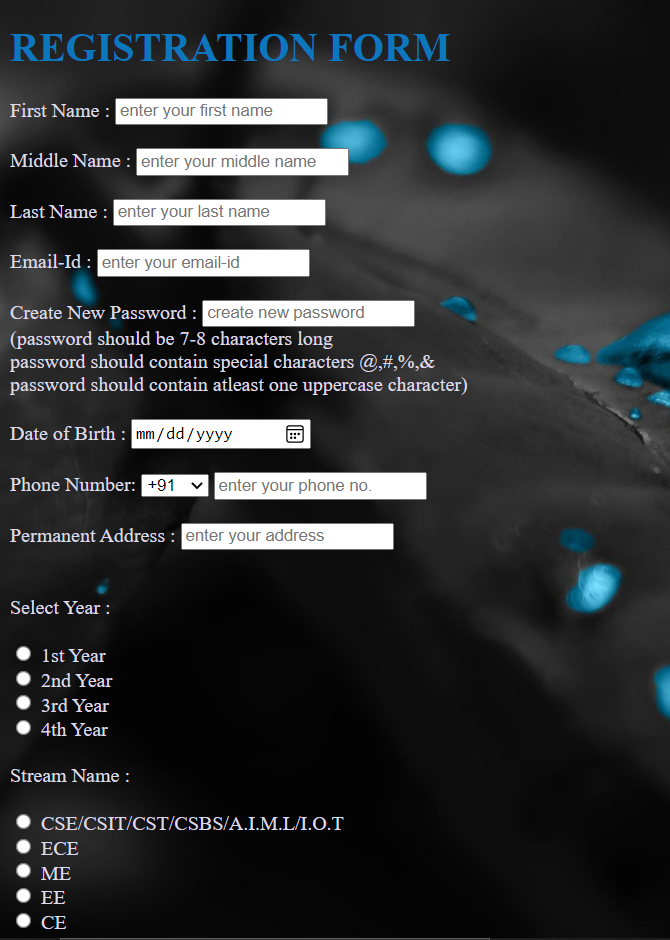 REGISTRATION FORM
First Name : enter your first name
Middle Name : enter your middle name
Last Name : enter your last name
Email-Id : enter your email-id
Create New Password : create new password
(password should be 7-8 characters long
password should contain special characters @,#,%,&
password should contain atleast one uppercase character)
Date of Birth : mm/dd/yyyy
Phone Number: +91 enter your phone no.
Permanent Address : enter your address
Select Year :
1st Year
2nd Year
3rd Year
4th Year
Stream Name :
CSE/CSIT/CST/CSBS/A.I.M.L/I.O.T
ECE
ME
EE
CE